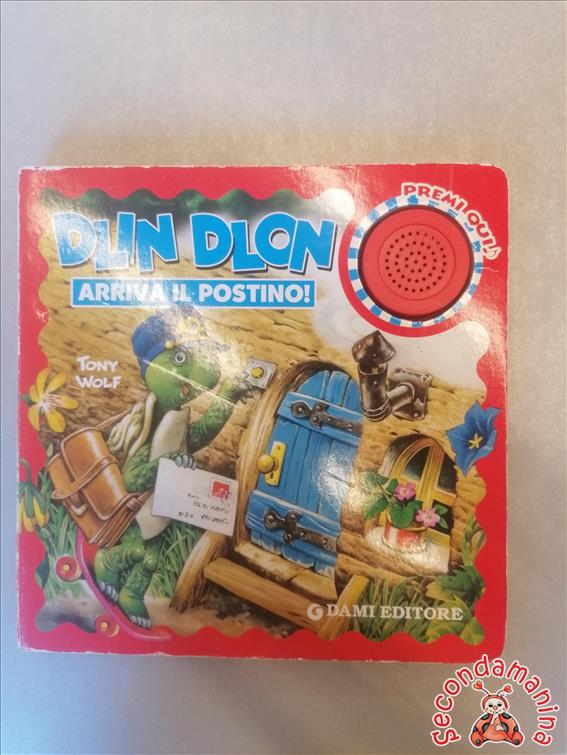 PREMI QUI!
DLIN DLON
ARRIVA IL POSTINO!
TONY
WOLF
DAMI EDITORE
Secondamanina